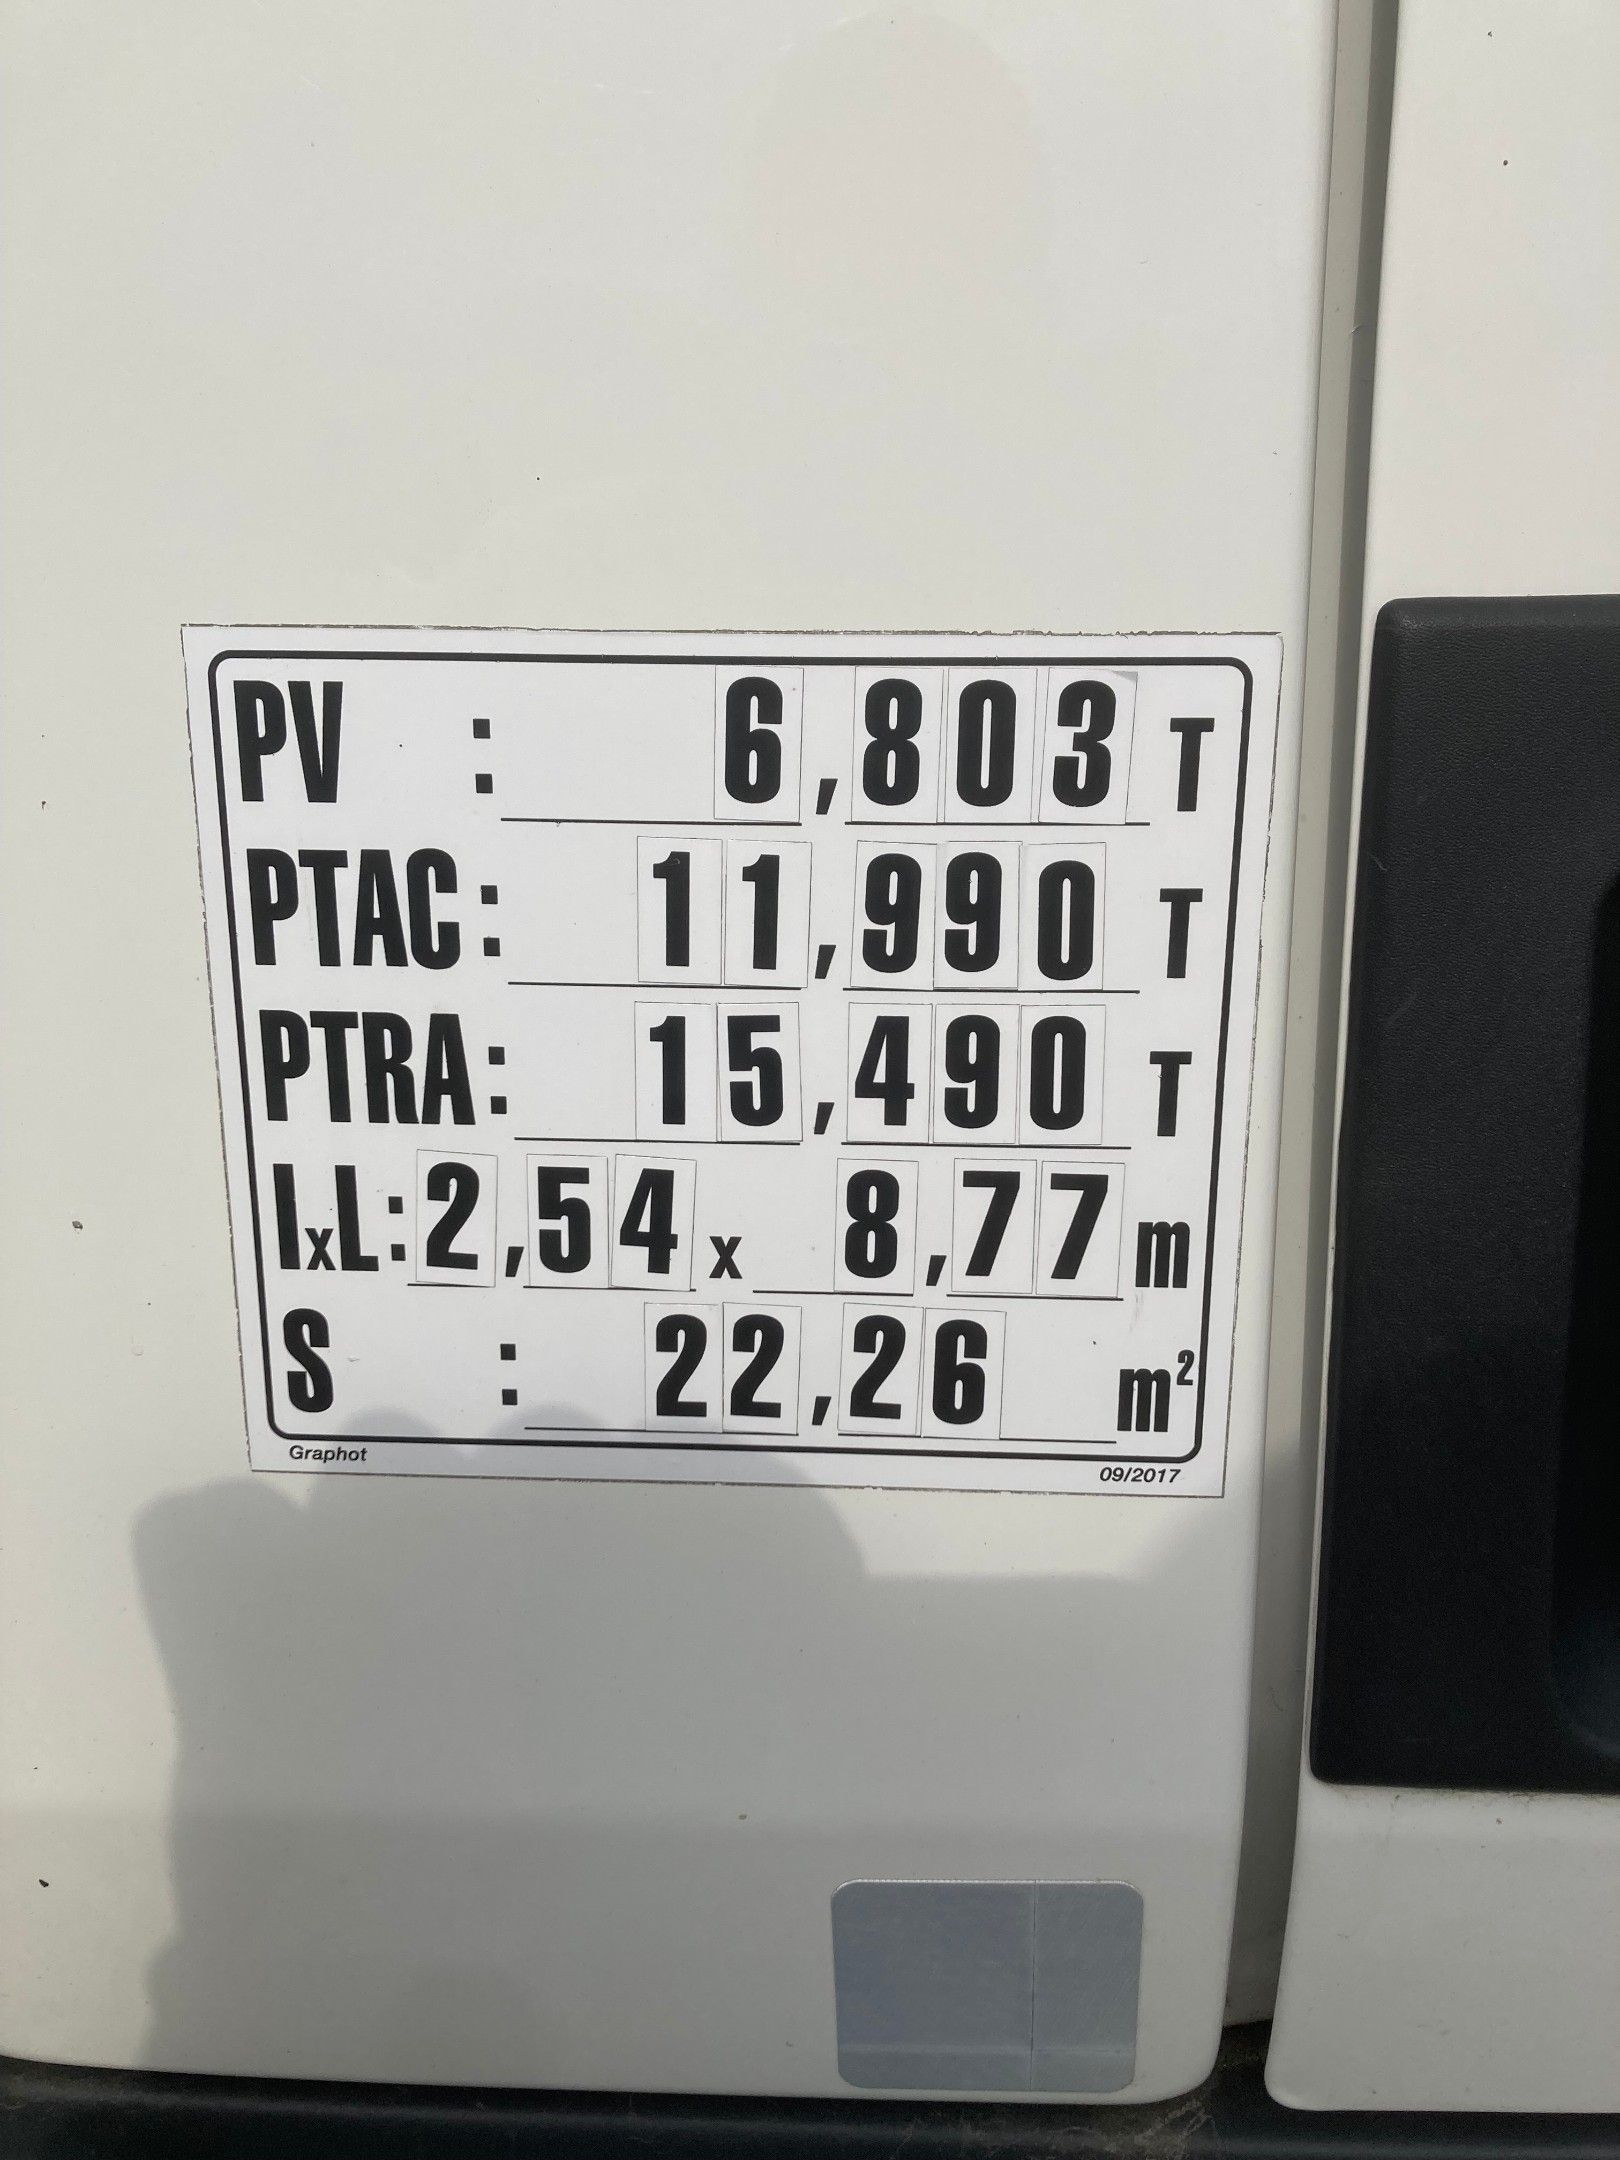 PV : 6,803 T
PTAC : 11,990 T
PTRA : 15,490 T
lxL : 2,54 x 8,77 m
S : 22,26 m²
Graphot 09/2017